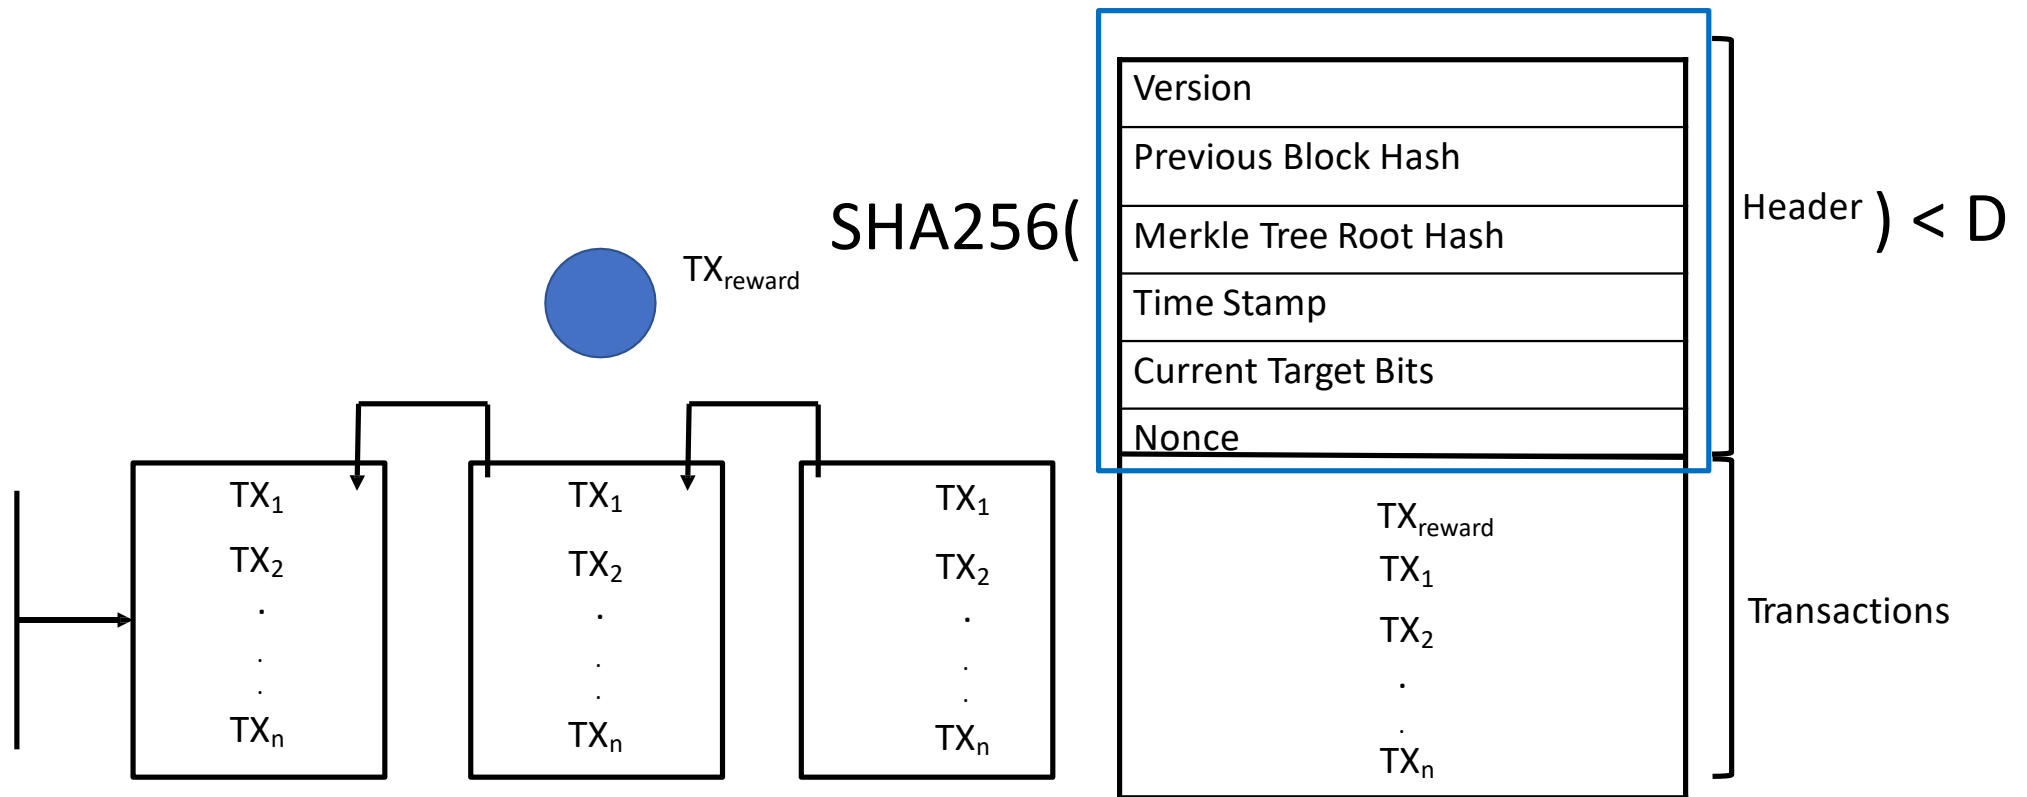 Version
Previous Block Hash
Merkle Tree Root Hash
Time Stamp
Current Target Bits
Nonce
SHA256(
Header ) < D
TXreward
TX1
TX2
.
.
.
TXn
TX1
TX2
.
.
.
TXn
TX1
TX2
.
.
.
TXn
TXreward
TX1
TX2
.
.
TXn
Transactions